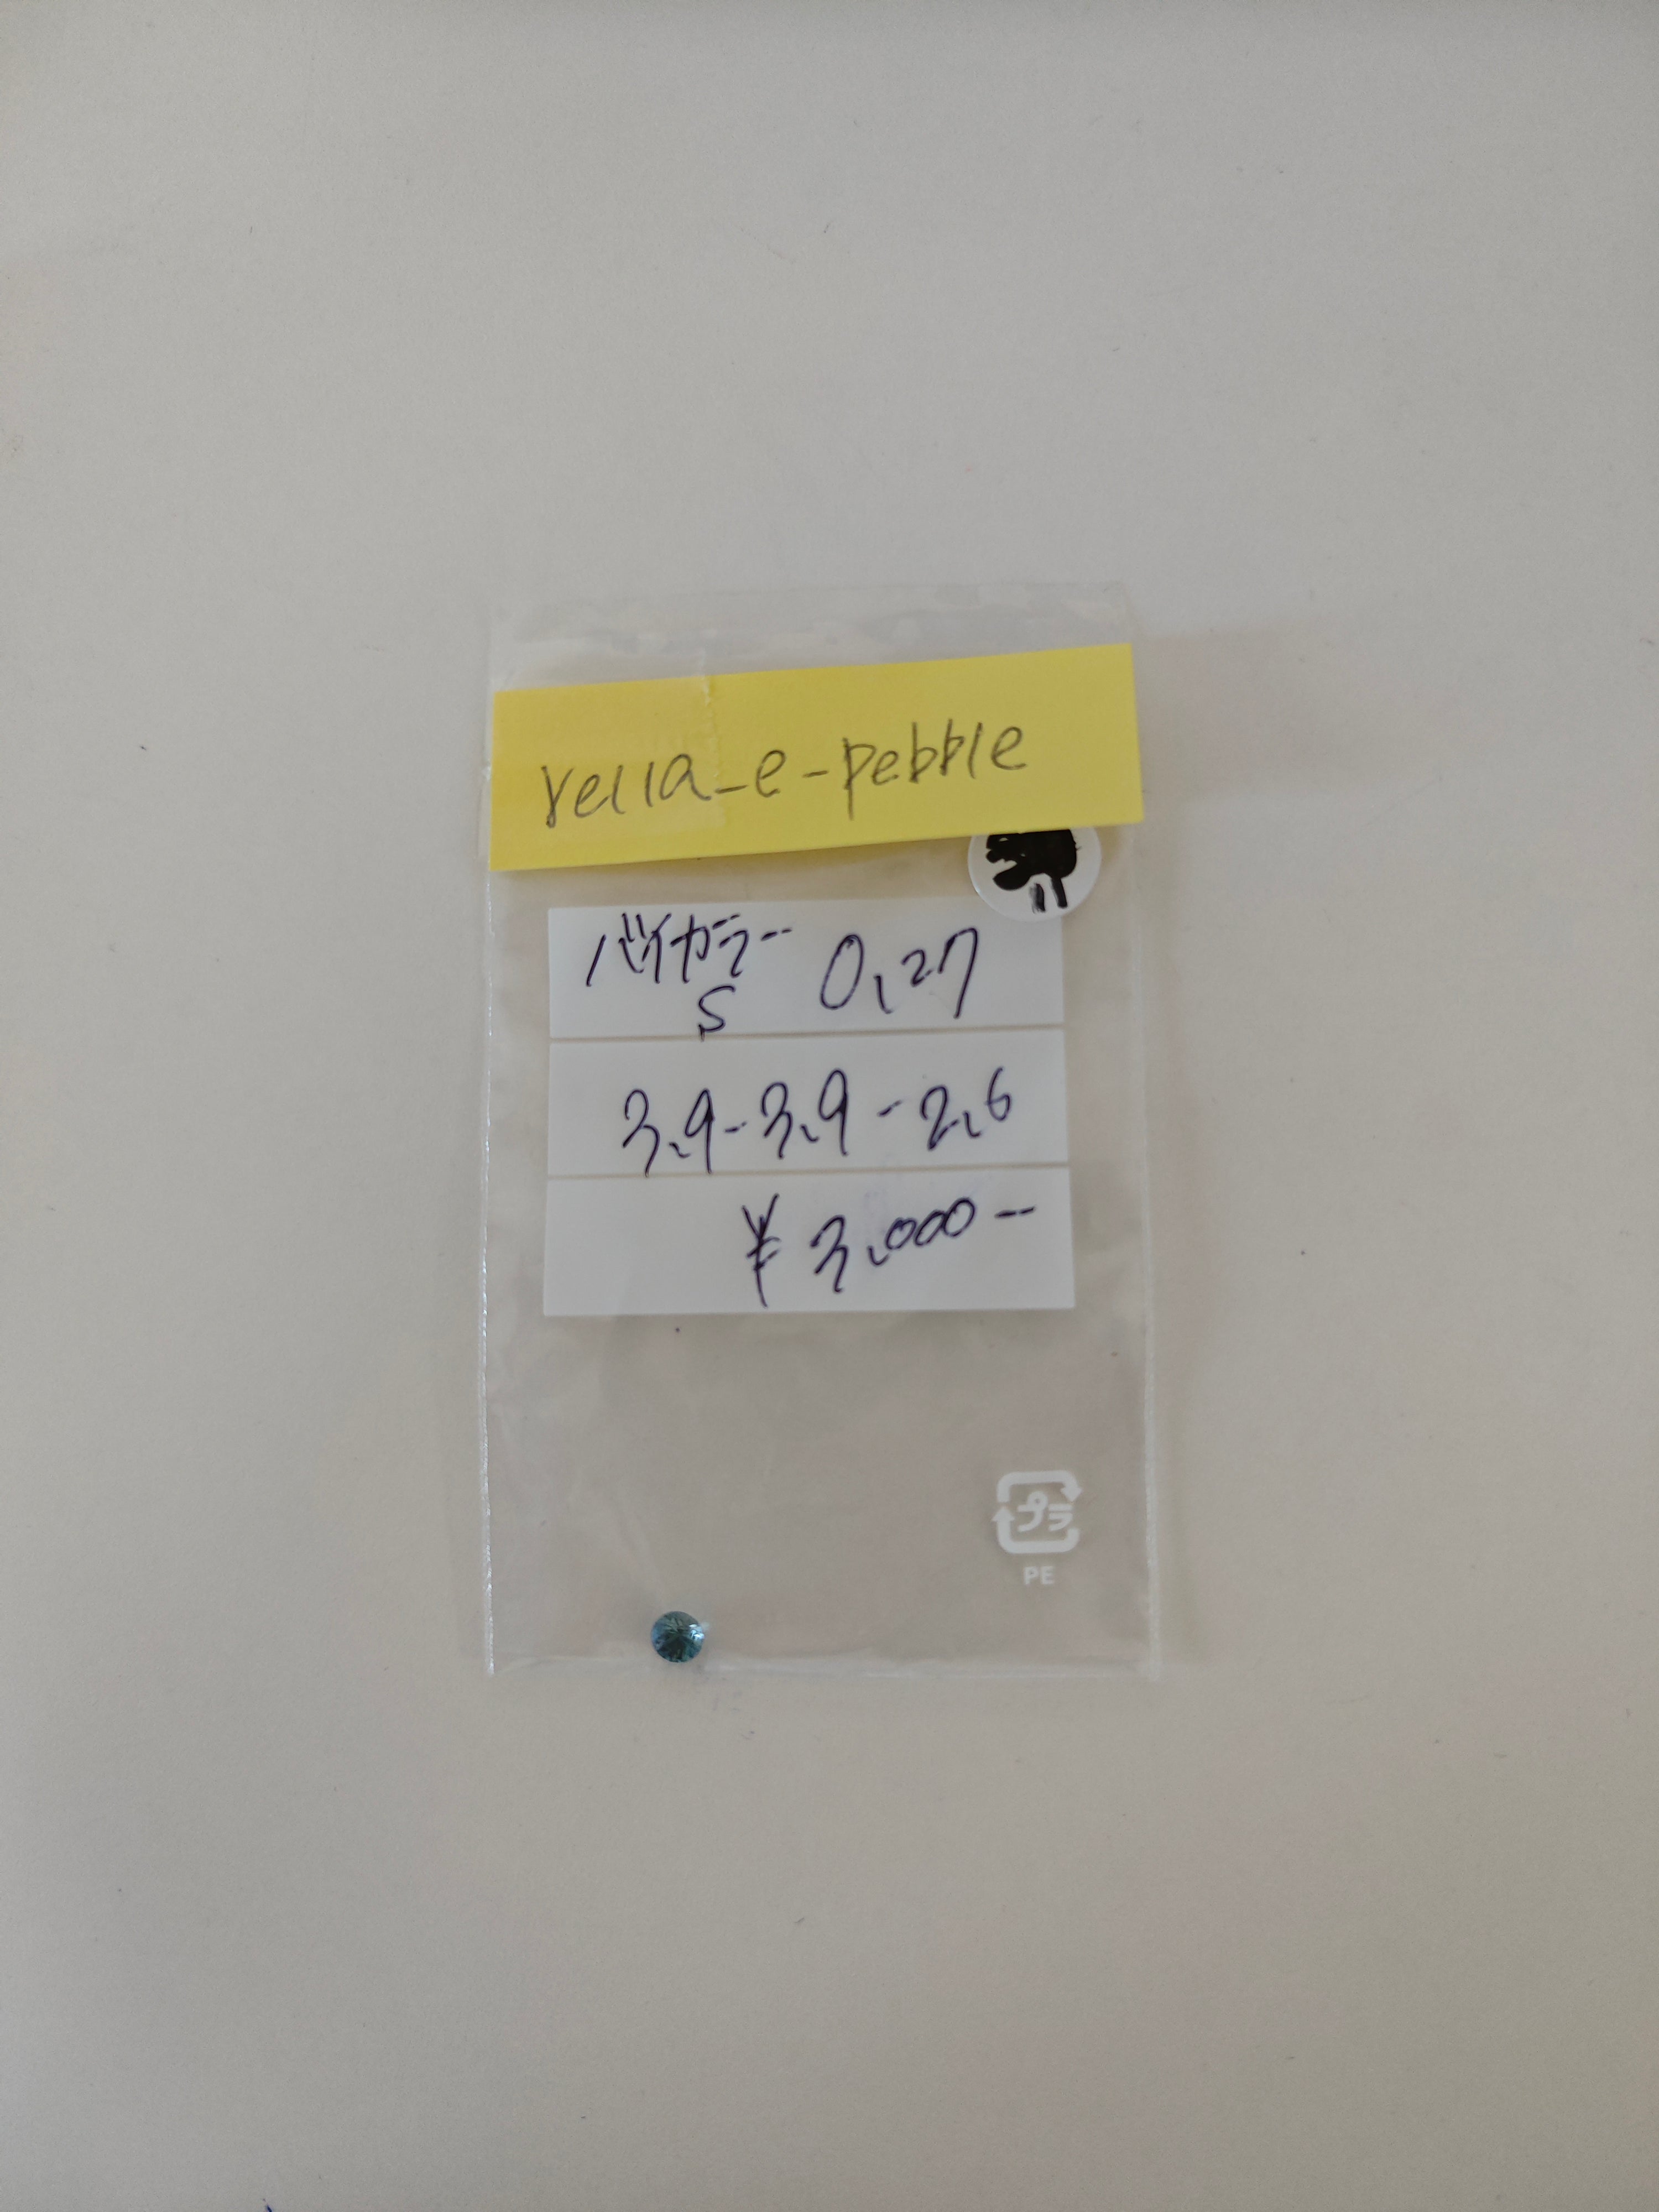 rella_e-pebble
バイカラー 0.27
S
3.9-3.9-2.6
¥3,000-
プラ
PE